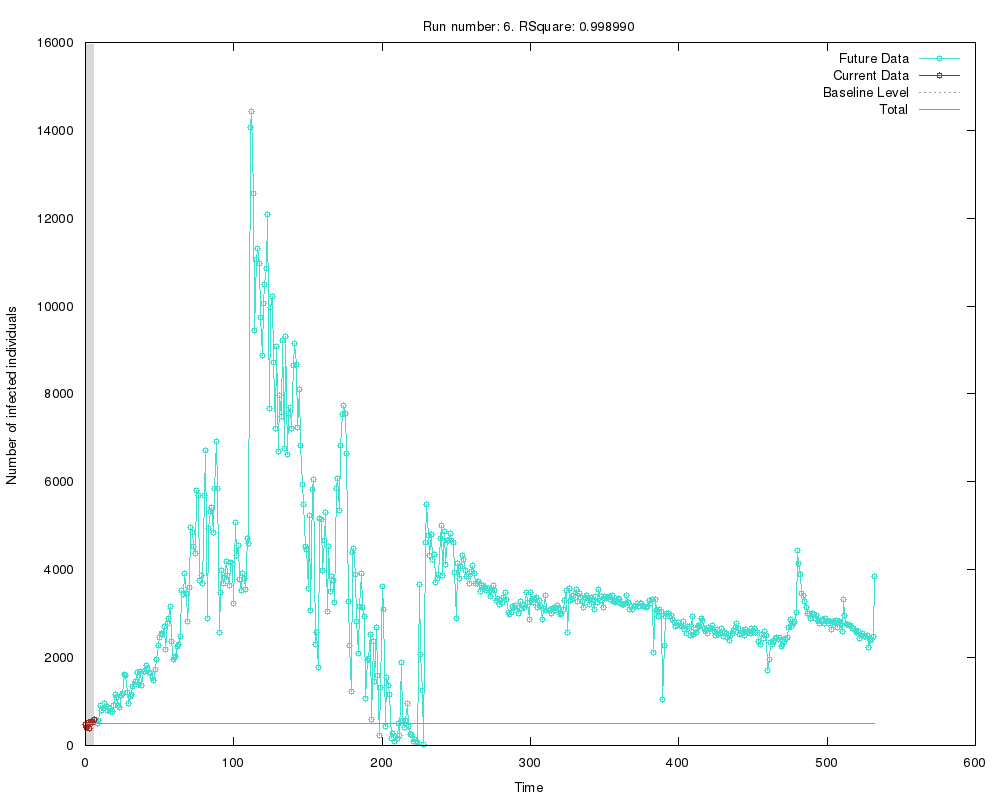 Run number: 6. RSquare: 0.998990
16000
14000
12000
10000
8000
6000
4000
2000
0
Number of infected individuals
Future Data
Current Data
Baseline Level
Total
0 100 200 300 400 500 600
Time